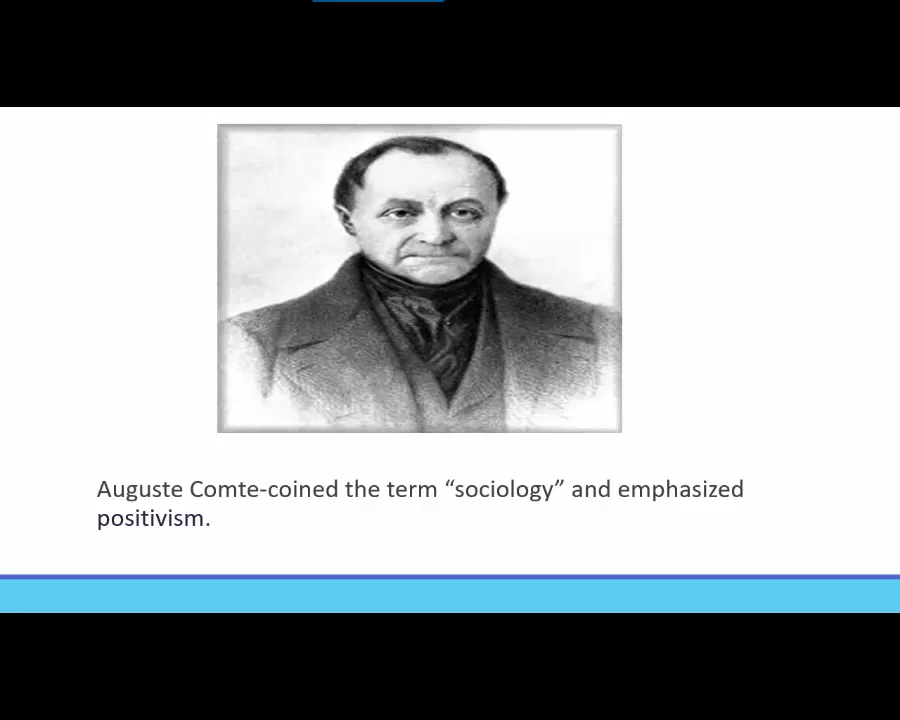 Auguste Comte-coined the term “sociology” and emphasized
positivism.